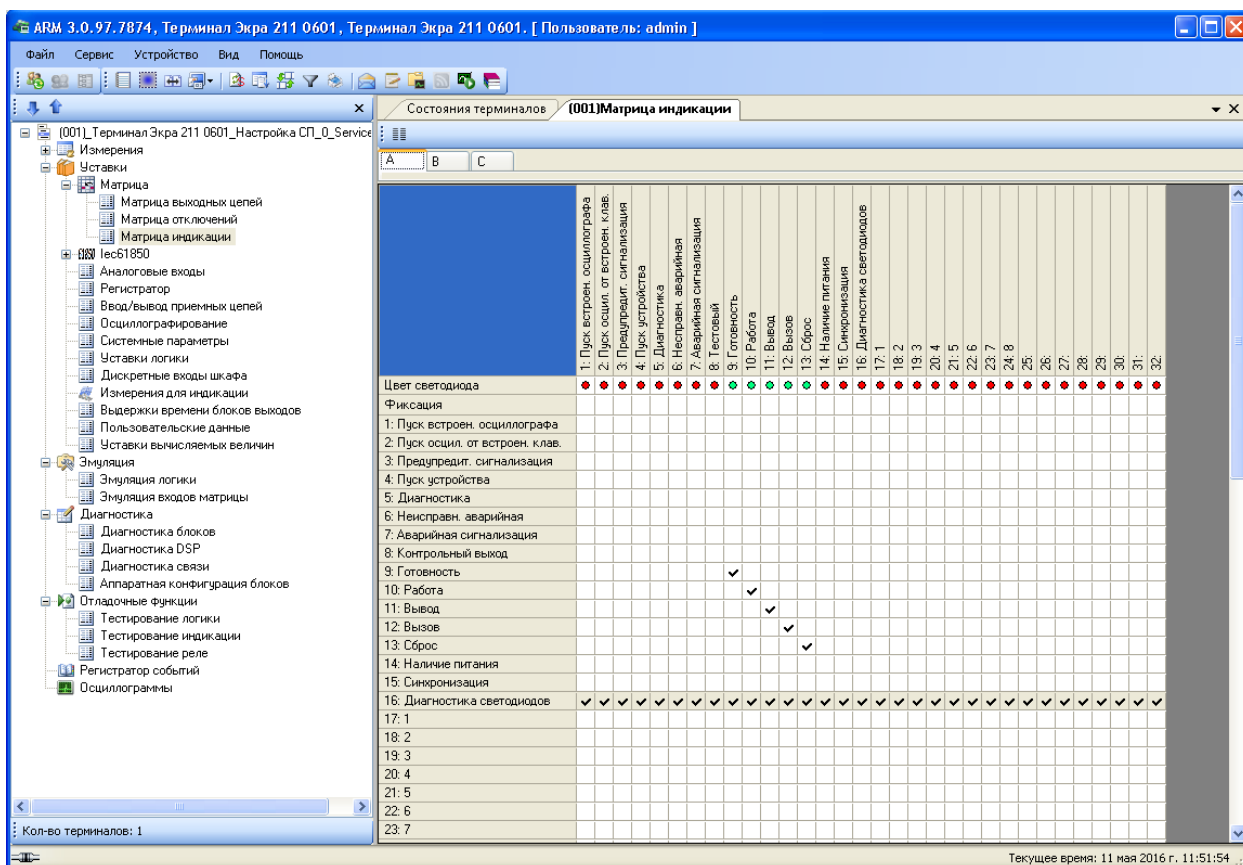 ARM 3.0.97.7874, Терминал Экра 211 0601, Терминал Экра 211 0601. [ Пользователь: admin ]
Файл Сервис Устройство Вид Помощь
Состояния терминалов (001)Матрица индикации
(001)_Терминал Экра 211 0601_Настройка СП_0_Service
Измерения
Уставки
Матрица
Матрица выходных цепей
Матрица отключений
Матрица индикации
Iec61850
Аналоговые входы
Регистратор
Ввод/вывод приемных цепей
Осциллографирование
Системные параметры
Уставки логики
Дискретные входы шкафа
Измерения для индикации
Выдержки времени блоков выходов
Пользовательские данные
Уставки вычисляемых величин
Эмуляция
Эмуляция логики
Эмуляция входов матрицы
Диагностика
Диагностика блоков
Диагностика DSP
Диагностика связи
Аппаратная конфигурация блоков
Отладочные функции
Тестирование логики
Тестирование индикации
Тестирование реле
Регистратор событий
Осциллограммы
Кол-во терминалов: 1
A B C
1: Пуск встроен. осциллографа
2: Пуск осцил. от встроен. клав.
3: Предупредит. сигнализация
4: Пуск устройства
5: Диагностика
6: Несправн. аварийная
7: Аварийная сигнализация
8: Тестовый
9: Готовность
10: Работа
11: Вывод
12: Вызов
13: Сброс
14: Наличие питания
15: Синхронизация
16: Диагностика светодиодов
17: 1
18: 2
19: 3
20: 4
21: 5
22: 6
23: 7
24: 8
25:
26:
27:
28:
29:
30:
31:
32:
Цвет светодиода
Фиксация
1: Пуск встроен. осциллографа
2: Пуск осцил. от встроен. клав.
3: Предупредит. сигнализация
4: Пуск устройства
5: Диагностика
6: Неисправн. аварийная
7: Аварийная сигнализация
8: Контрольный выход
9: Готовность
10: Работа
11: Вывод
12: Вызов
13: Сброс
14: Наличие питания
15: Синхронизация
16: Диагностика светодиодов
17: 1
18: 2
19: 3
20: 4
21: 5
22: 6
23: 7
Текущее время: 11 мая 2016 г. 11:51:54